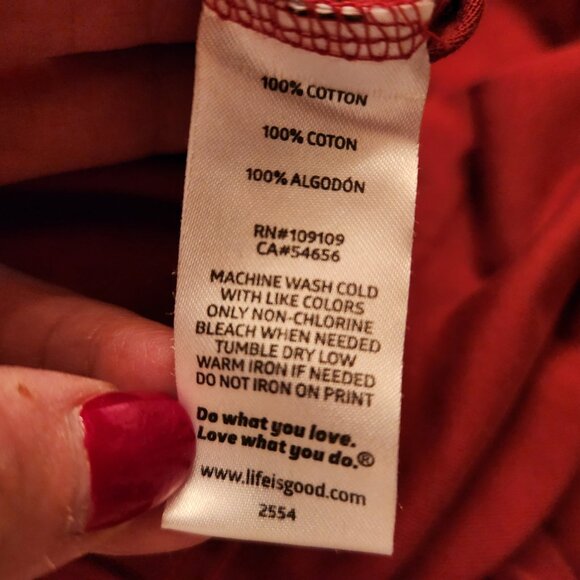 100% COTTON
100% COTON
100% ALGODÓN
RN#109109
CA#54656
MACHINE WASH COLD
WITH LIKE COLORS
ONLY NON-CHLORINE
BLEACH WHEN NEEDED
TUMBLE DRY LOW
WARM IRON IF NEEDED
DO NOT IRON ON PRINT
Do what you love.
Love what you do.®
www.lifeisgood.com
2554